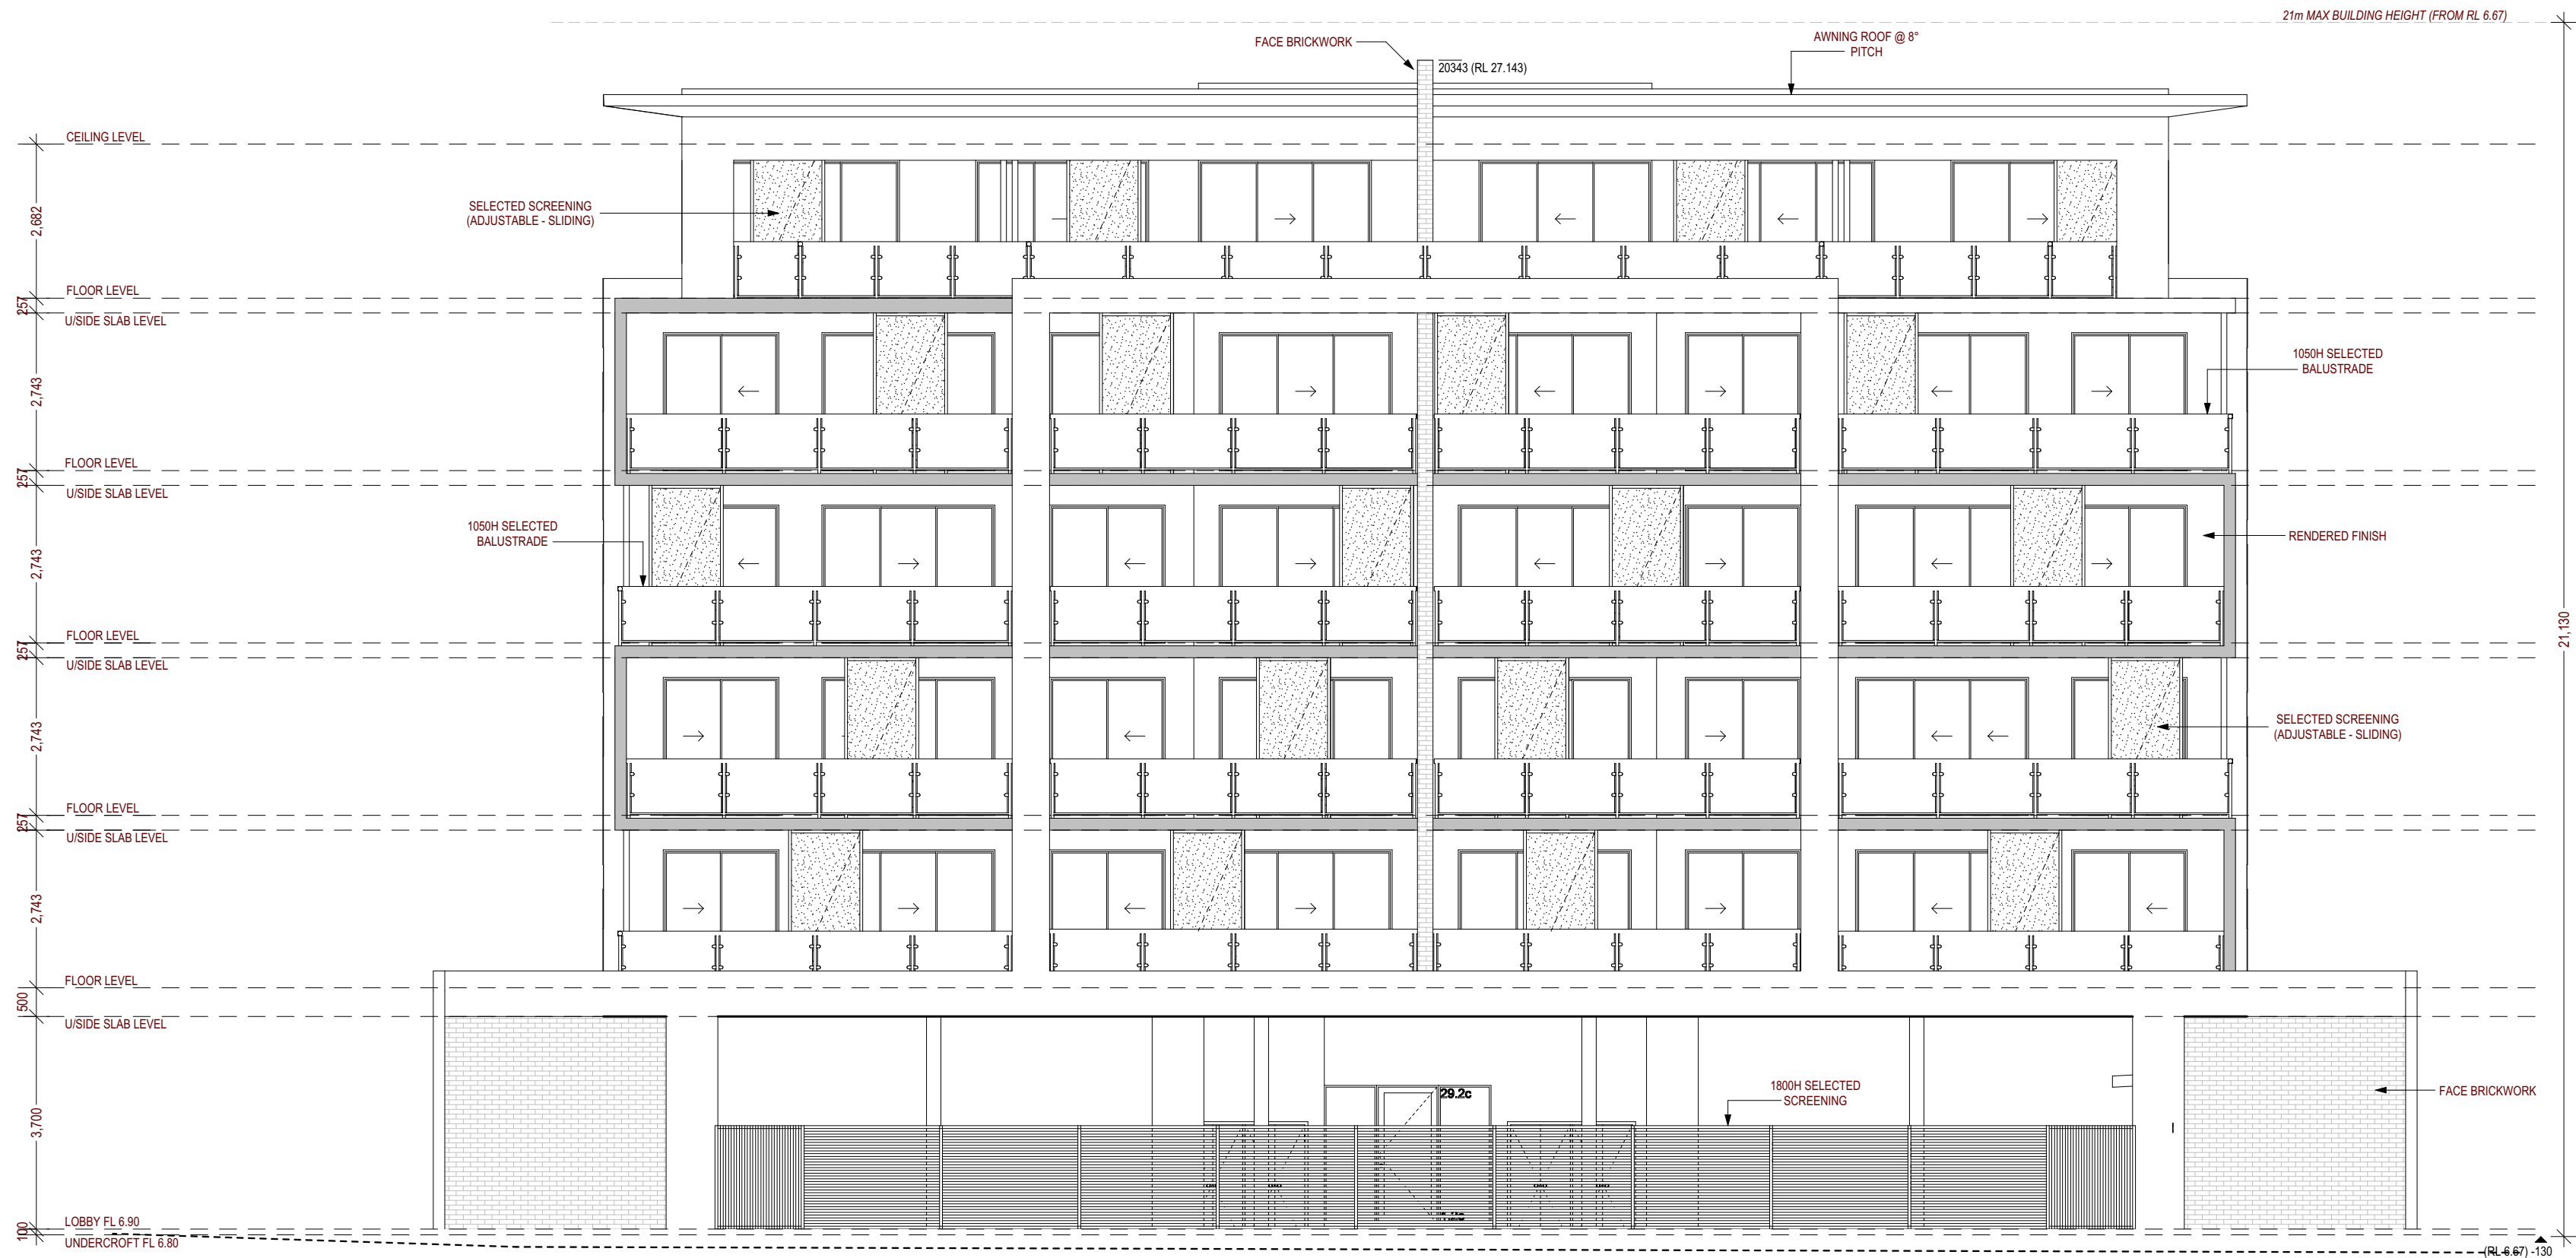 21m MAX BUILDING HEIGHT (FROM RL 6.67)
FACE BRICKWORK
AWNING ROOF @ 8°
PITCH
20343 (RL 27.143)
CEILING LEVEL
2,682
SELECTED SCREENING
(ADJUSTABLE - SLIDING)
FLOOR LEVEL
257
U/SIDE SLAB LEVEL
2,743
1050H SELECTED
BALUSTRADE
FLOOR LEVEL
257
U/SIDE SLAB LEVEL
1050H SELECTED
BALUSTRADE
2,743
RENDERED FINISH
FLOOR LEVEL
257
U/SIDE SLAB LEVEL
21,130
2,743
SELECTED SCREENING
(ADJUSTABLE - SLIDING)
FLOOR LEVEL
257
U/SIDE SLAB LEVEL
2,743
FLOOR LEVEL
500
U/SIDE SLAB LEVEL
3,700
29.2c
1800H SELECTED
SCREENING
FACE BRICKWORK
LOBBY FL 6.90
100
UNDERCROFT FL 6.80
(RL 6.67) -130